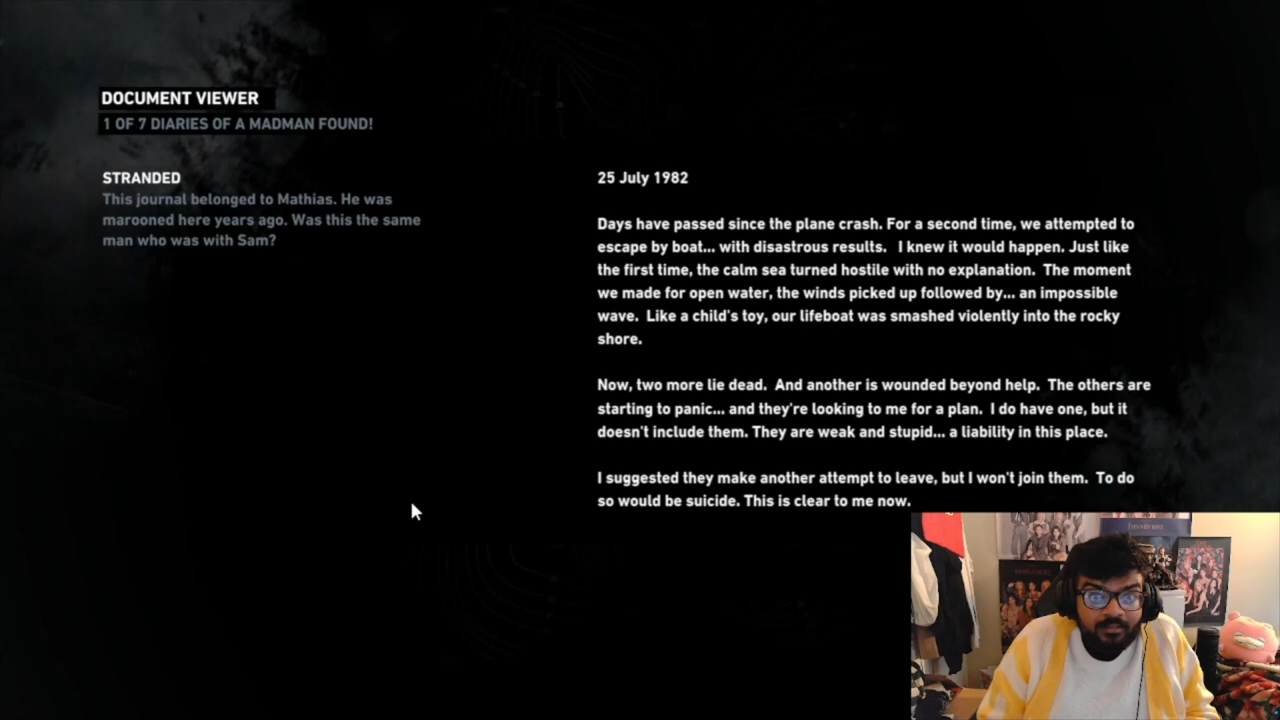 DOCUMENT VIEWER
1 OF 7 DIARIES OF A MADMAN FOUND!
STRANDED
This journal belonged to Mathias. He was
marooned here years ago. Was this the same
man who was with Sam?
25 July 1982
Days have passed since the plane crash. For a second time, we attempted to
escape by boat... with disastrous results. I knew it would happen. Just like
the first time, the calm sea turned hostile with no explanation. The moment
we made for open water, the winds picked up followed by... an impossible
wave. Like a child's toy, our lifeboat was smashed violently into the rocky
shore.
Now, two more lie dead. And another is wounded beyond help. The others are
starting to panic... and they're looking to me for a plan. I do have one, but it
doesn't include them. They are weak and stupid... a liability in this place.
I suggested they make another attempt to leave, but I won't join them. To do
so would be suicide. This is clear to me now.